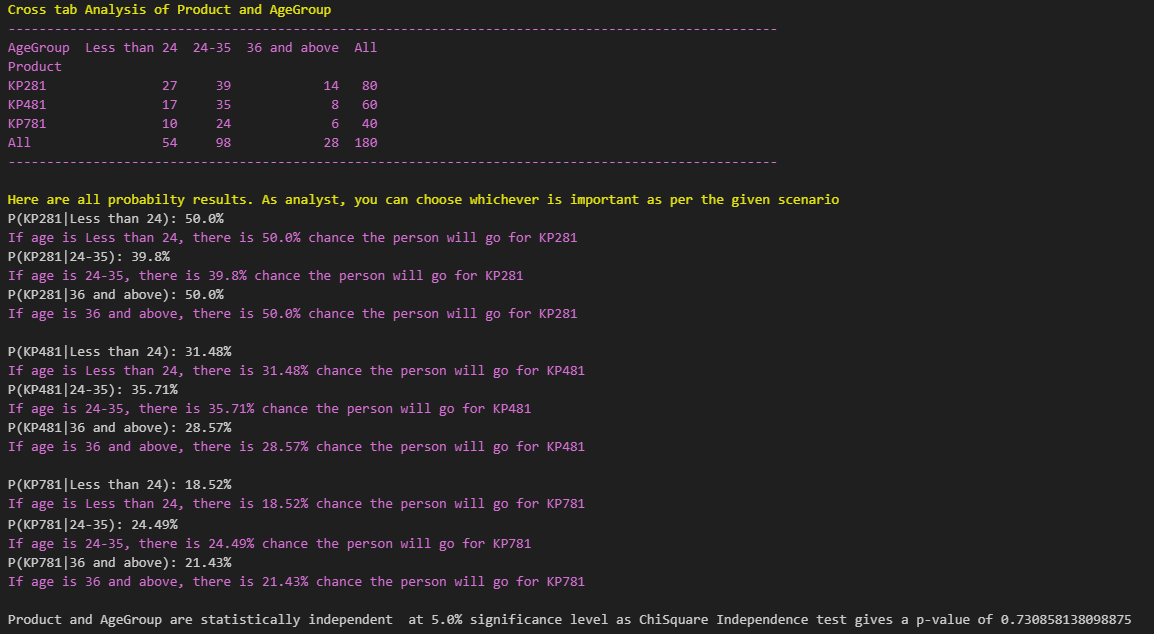 Cross tab Analysis of Product and AgeGroup
----------------------------------------------------------------------------------------------------
AgeGroup  Less than 24  24-35  36 and above  All
Product
KP281               27     39            14   80
KP481               17     35             8   60
KP781               10     24             6   40
All                 54     98            28  180
----------------------------------------------------------------------------------------------------
Here are all probabilty results. As analyst, you can choose whichever is important as per the given scenario
P(KP281|Less than 24): 50.0%
If age is Less than 24, there is 50.0% chance the person will go for KP281
P(KP281|24-35): 39.8%
If age is 24-35, there is 39.8% chance the person will go for KP281
P(KP281|36 and above): 50.0%
If age is 36 and above, there is 50.0% chance the person will go for KP281
P(KP481|Less than 24): 31.48%
If age is Less than 24, there is 31.48% chance the person will go for KP481
P(KP481|24-35): 35.71%
If age is 24-35, there is 35.71% chance the person will go for KP481
P(KP481|36 and above): 28.57%
If age is 36 and above, there is 28.57% chance the person will go for KP481
P(KP781|Less than 24): 18.52%
If age is Less than 24, there is 18.52% chance the person will go for KP781
P(KP781|24-35): 24.49%
If age is 24-35, there is 24.49% chance the person will go for KP781
P(KP781|36 and above): 21.43%
If age is 36 and above, there is 21.43% chance the person will go for KP781
Product and AgeGroup are statistically independent  at 5.0% significance level as ChiSquare Independence test gives a p-value of 0.730858138098875